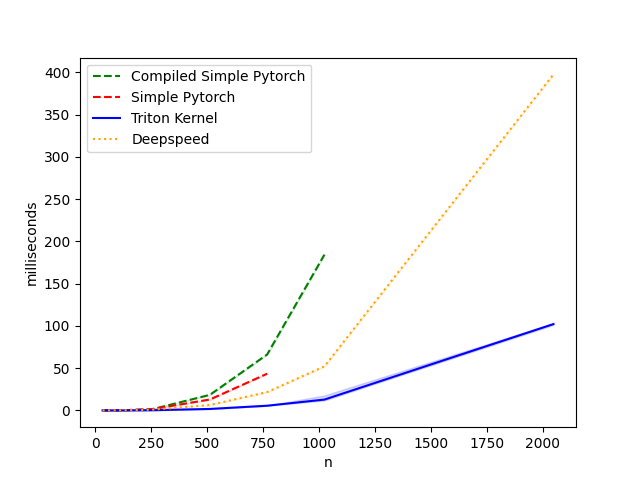 Compiled Simple Pytorch
Simple Pytorch
Triton Kernel
Deepspeed
milliseconds
400
350
300
250
200
150
100
50
0
0 250 500 750 1000 1250 1500 1750 2000
n